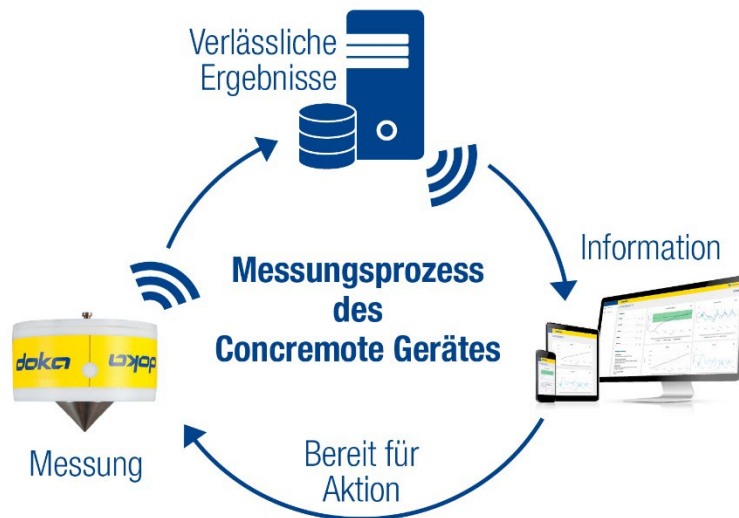 Verlässliche
Ergebnisse
Information
Messungsprozess
des
Concremote Gerätes
doka
doka
Messung
Bereit für
Aktion